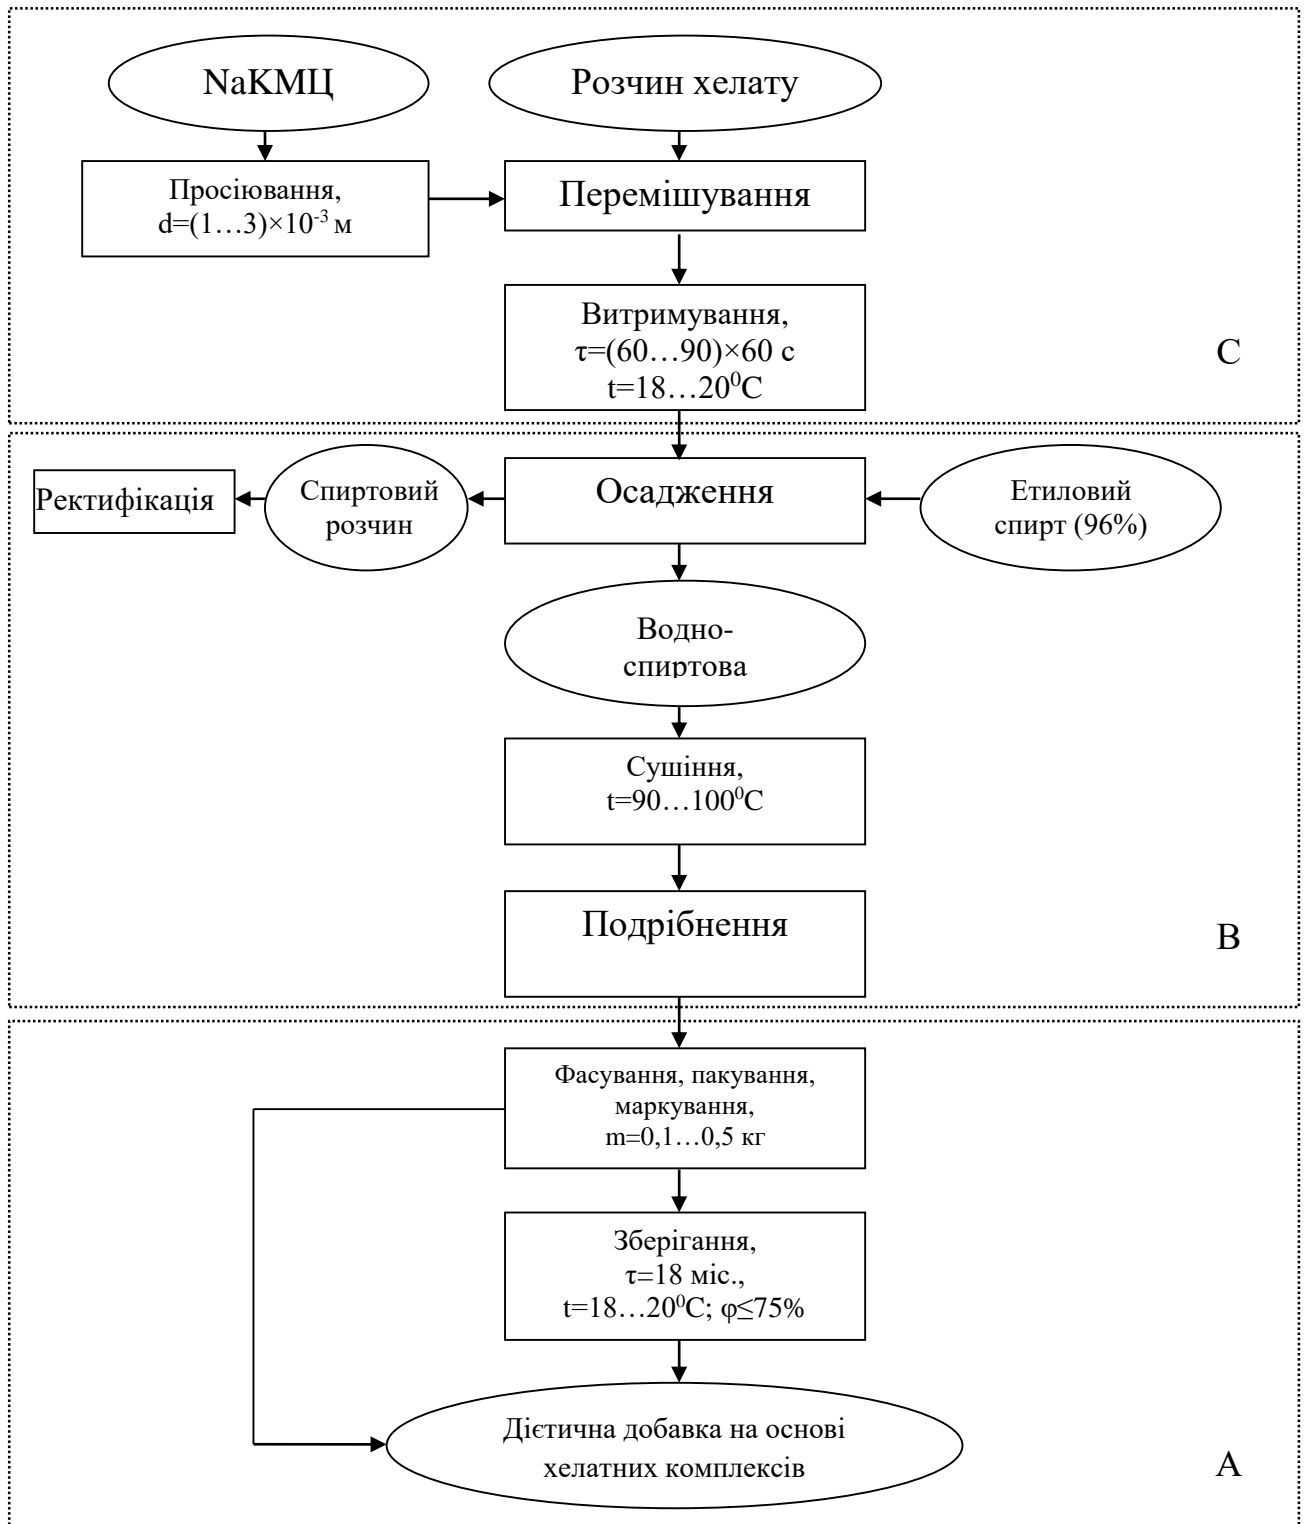 NaКМЦ
Розчин хелату
Просіювання,
d=(1…3)×10⁻³ м
Перемішування
Витримування,
τ=(60…90)×60 с
t=18…20⁰С
С
Ректифікація
Спиртовий
розчин
Осадження
Етиловий
спирт (96%)
Водно-
спиртова
Сушіння,
t=90…100⁰С
Подрібнення
В
Фасування, пакування,
маркування,
m=0,1…0,5 кг
Зберігання,
τ=18 міс.,
t=18…20⁰С; φ≤75%
Дієтична добавка на основі
хелатних комплексів
А